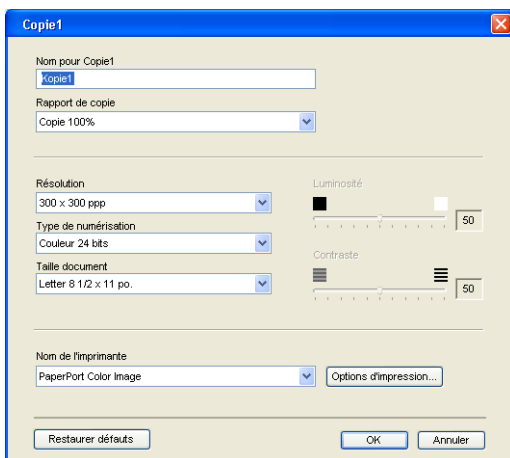 Copie1
Nom pour Copie1
Kopie1
Rapport de copie
Copie 100%
Résolution
300 x 300 ppp
Type de numérisation
Couleur 24 bits
Taille document
Letter 8 1/2 x 11 po.
Luminosité
50
Contraste
50
Nom de l'imprimante
PaperPort Color Image
Options d'impression...
Restaurer défauts
OK
Annuler